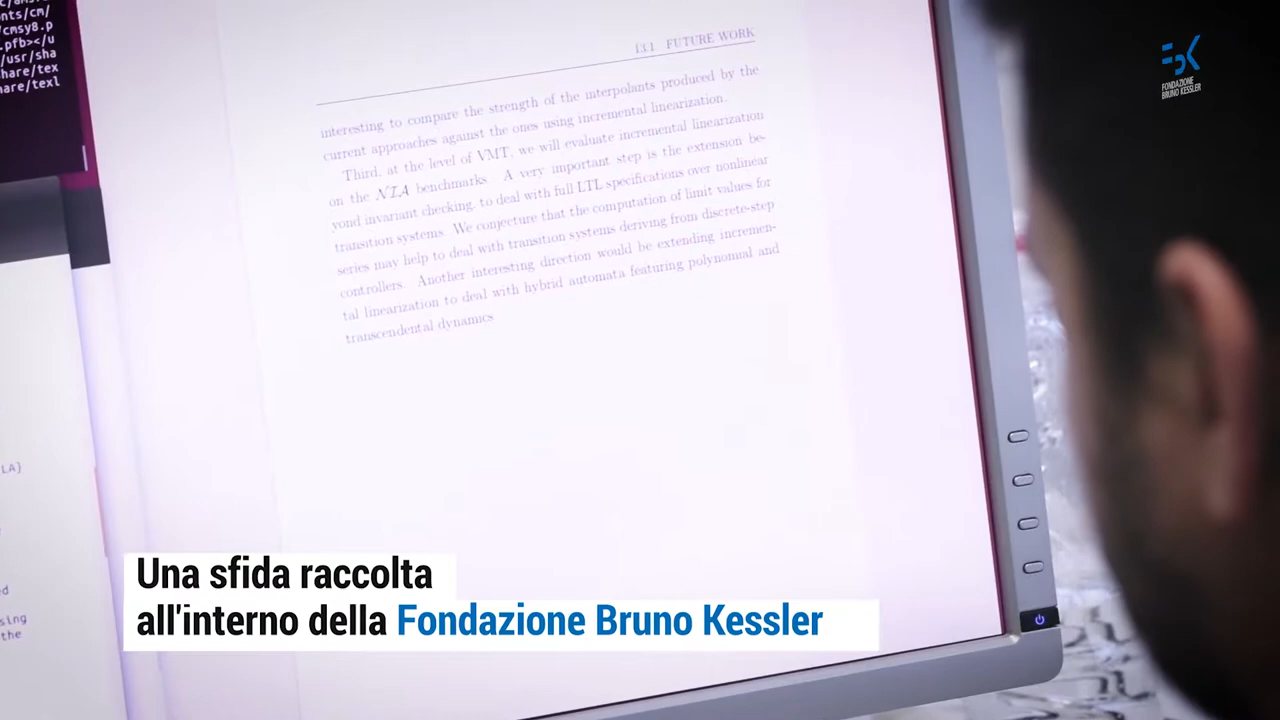 nts/cm/
/cmsy8.p
.pfb></u
/usr/sha
hare/tex
hare/texl
13.1 FUTURE WORK
interesting to compare the strength of the interpolants produced by the
current approaches against the ones using incremental linearization.
Third, at the level of VMT, we will evaluate incremental linearization
on the NIA benchmarks. A very important step is the extension be-
yond invariant checking, to deal with full LTL specifications over nonlinear
transition systems. We conjecture that the computation of limit values for
series may help to deal with transition systems deriving from discrete-step
controllers. Another interesting direction would be extending incremen-
tal linearization to deal with hybrid automata featuring polynomial and
transcendental dynamics
FONDAZIONE
BRUNO KESSLER
LA)
ed
sing
the
Una sfida raccolta
all'interno della Fondazione Bruno Kessler